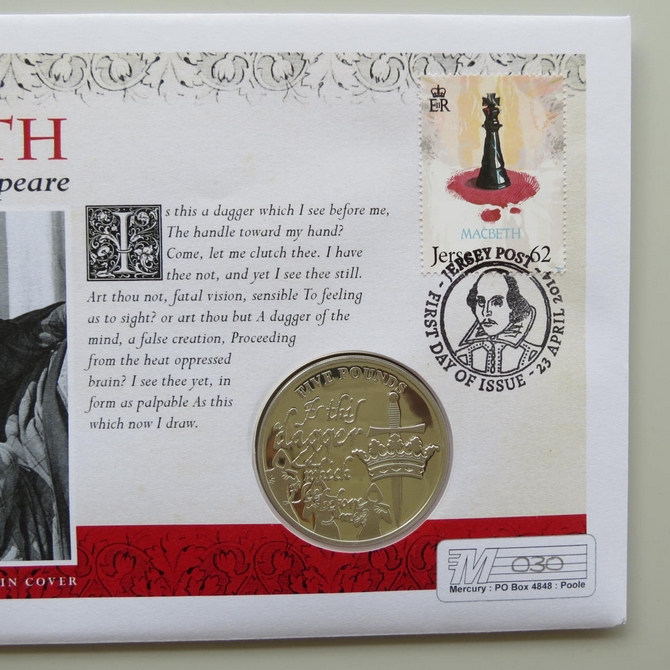 TH
peare
Is this a dagger which I see before me,
The handle toward my hand?
Come, let me clutch thee. I have
thee not, and yet I see thee still.
Art thou not, fatal vision, sensible To feeling
as to sight? or art thou but A dagger of the
mind, a false creation, Proceeding
from the heat oppressed
brain? I see thee yet, in
form as palpable As this
which now I draw.
ER
MACBETH
Jersey 62
JERSEY POST
- FIRST DAY OF ISSUE - 23 APRIL 2014 -
FIVE POUNDS
Is this
a dagger
which
I see
before
me
IN COVER
M 030
Mercury : PO Box 4848 : Poole